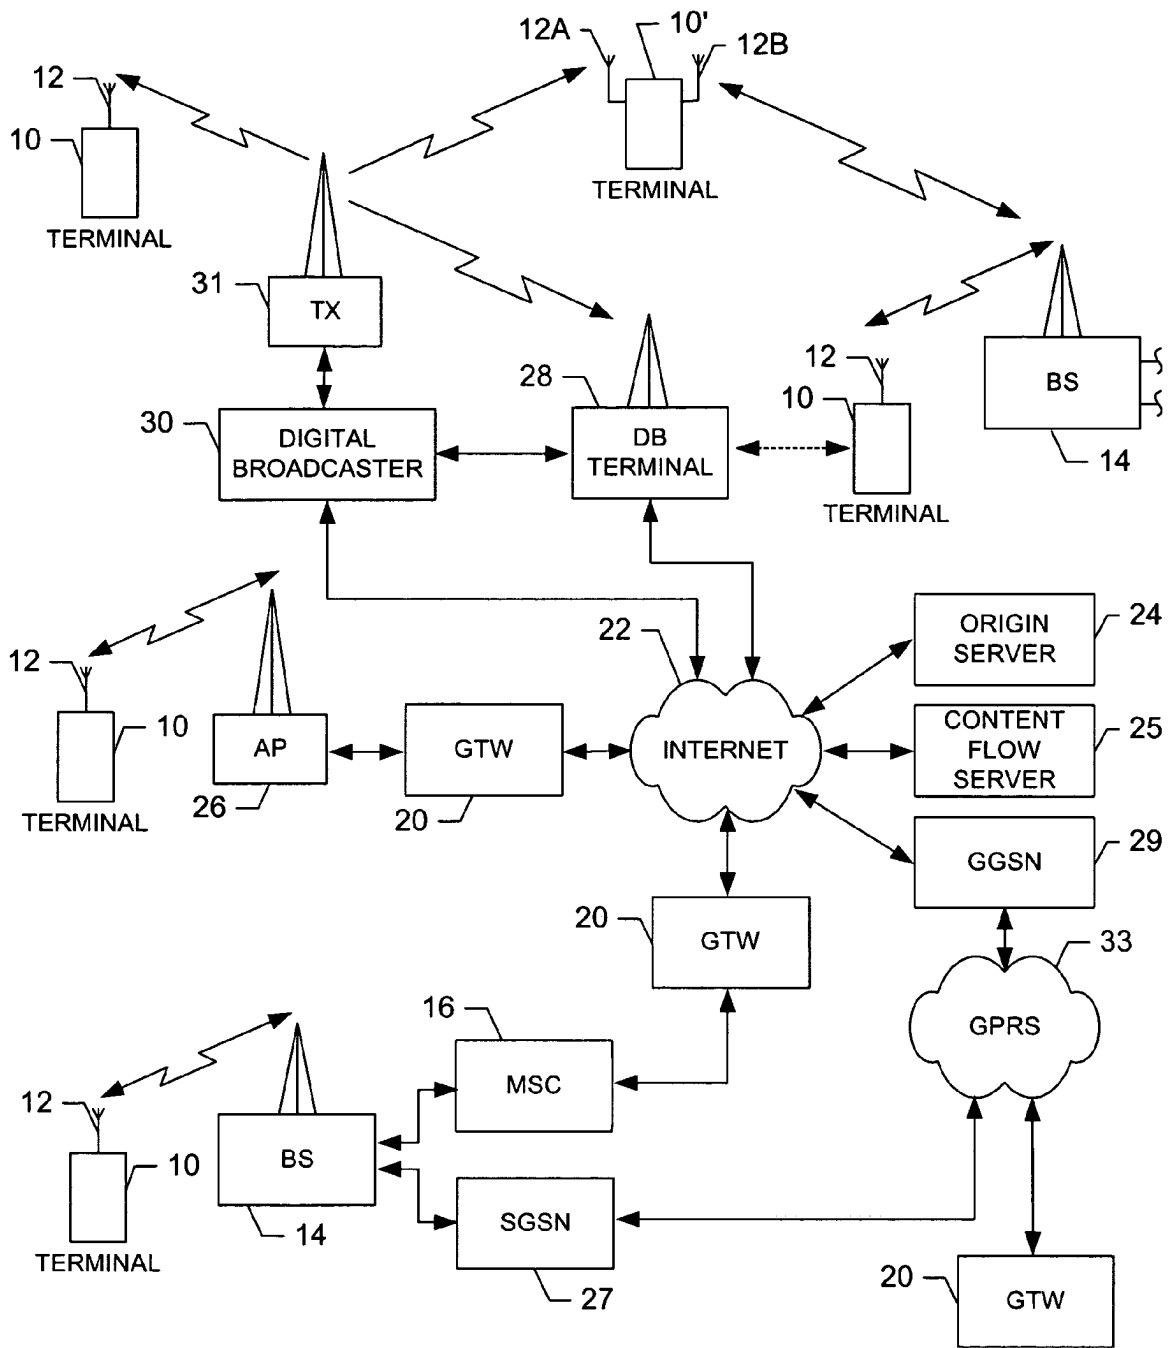 12A
10'
12B
12
10
TERMINAL
TERMINAL
31
TX
12
10
BS
14
28
30
DIGITAL
BROADCASTER
DB
TERMINAL
TERMINAL
12
10
TERMINAL
AP
26
GTW
20
22
INTERNET
ORIGIN
SERVER
24
CONTENT
FLOW
SERVER
25
GGSN
29
20
GTW
33
GPRS
16
MSC
12
10
TERMINAL
BS
14
SGSN
27
20
GTW